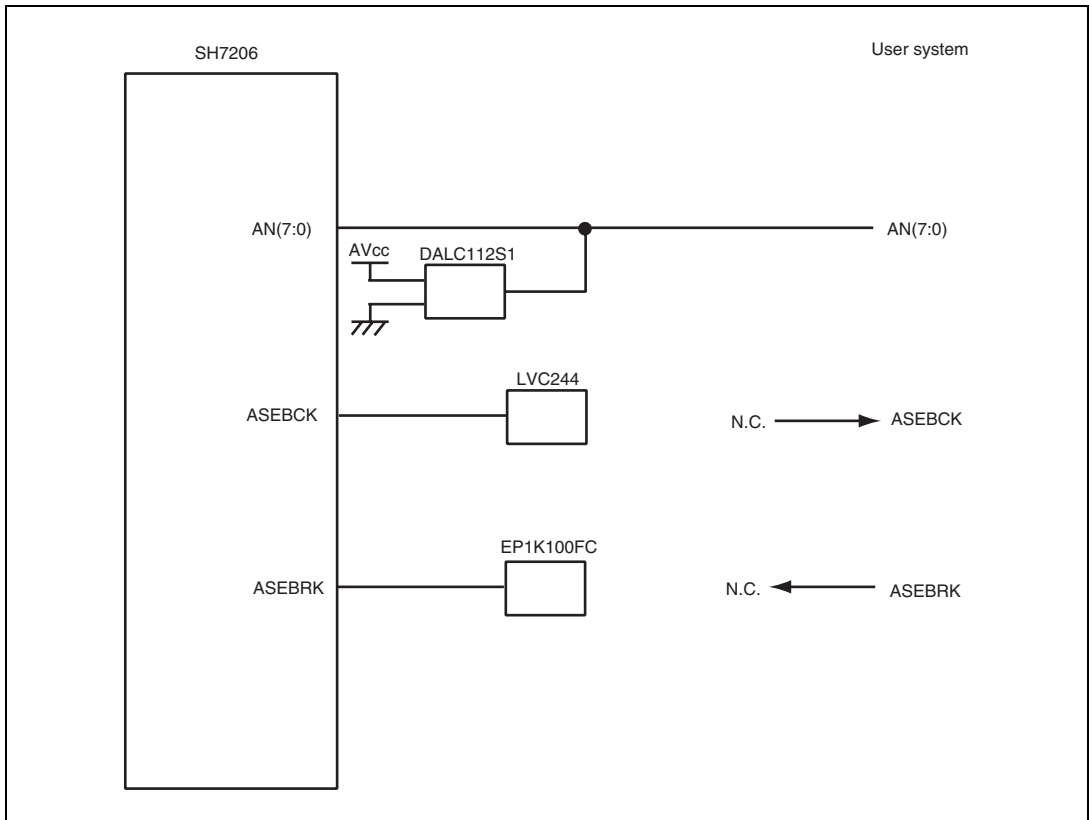 SH7206
User system
AN(7:0)
AN(7:0)
AVcc
DALC112S1
LVC244
ASEBCK
N.C.
ASEBCK
EP1K100FC
ASEBRK
N.C.
ASEBRK